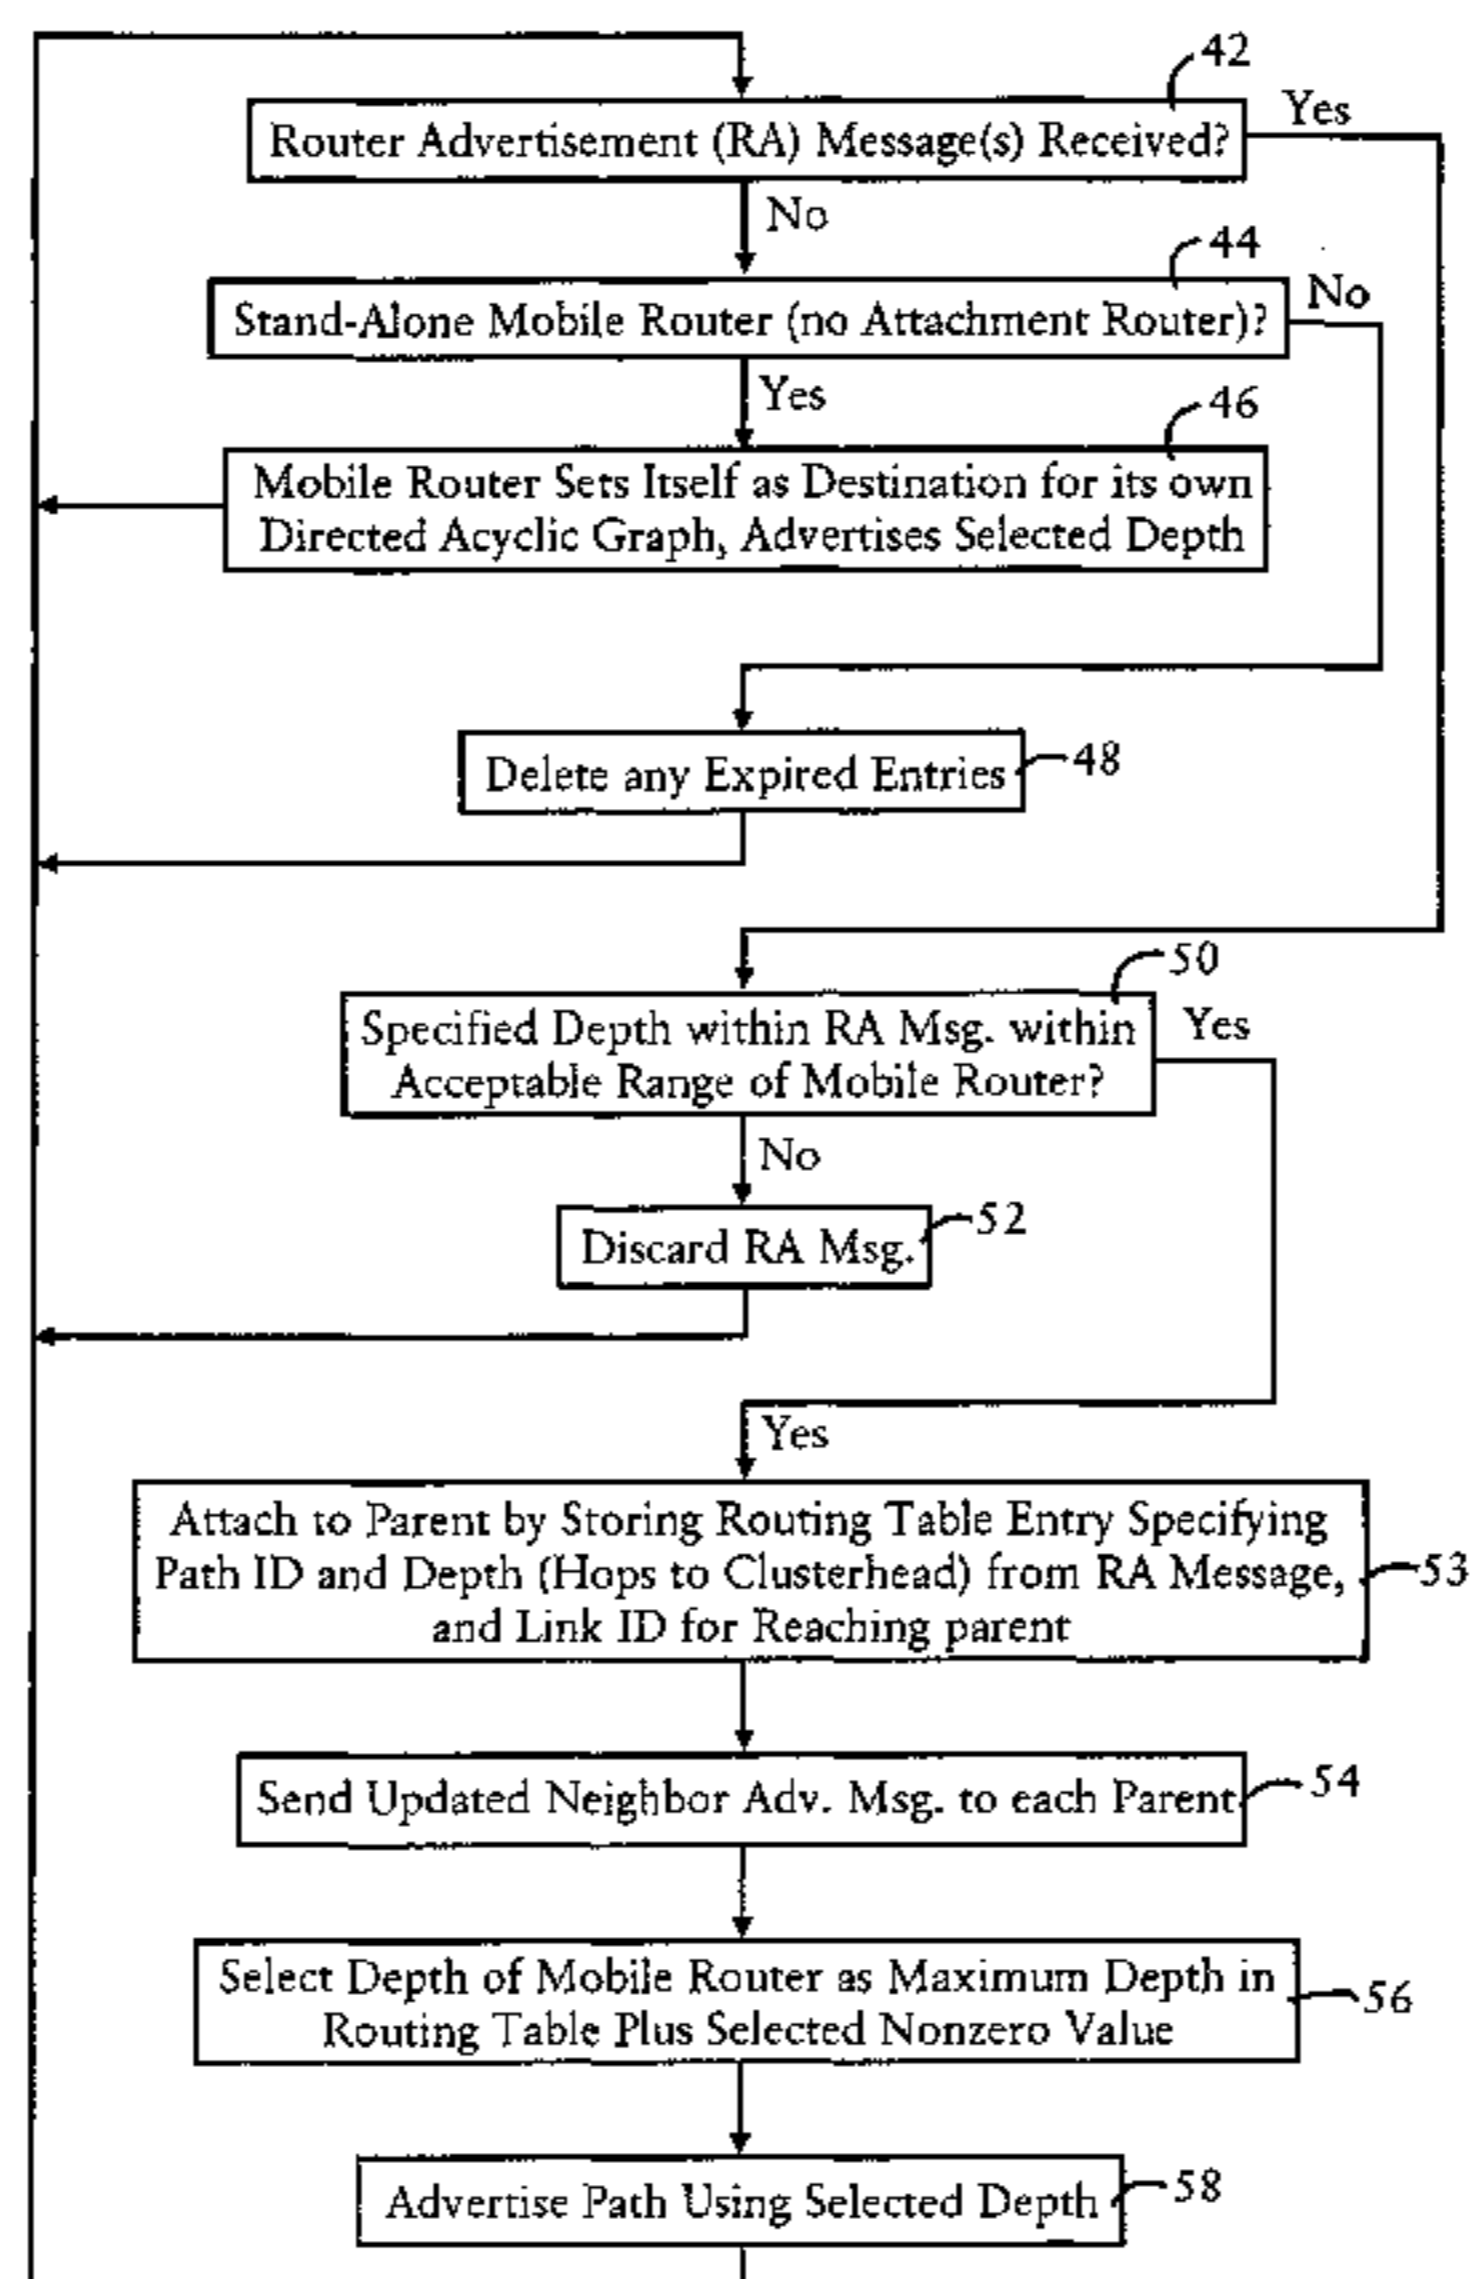 42
Router Advertisement (RA) Message(s) Received?
Yes
No
44
Stand-Alone Mobile Router (no Attachment Router)?
No
Yes
46
Mobile Router Sets Itself as Destination for its own
Directed Acyclic Graph, Advertises Selected Depth
Delete any Expired Entries
48
50
Specified Depth within RA Msg. within
Acceptable Range of Mobile Router?
Yes
No
Discard RA Msg.
52
Yes
Attach to Parent by Storing Routing Table Entry Specifying
Path ID and Depth (Hops to Clusterhead) from RA Message,
and Link ID for Reaching parent
53
Send Updated Neighbor Adv. Msg. to each Parent
54
Select Depth of Mobile Router as Maximum Depth in
Routing Table Plus Selected Nonzero Value
56
Advertise Path Using Selected Depth
58